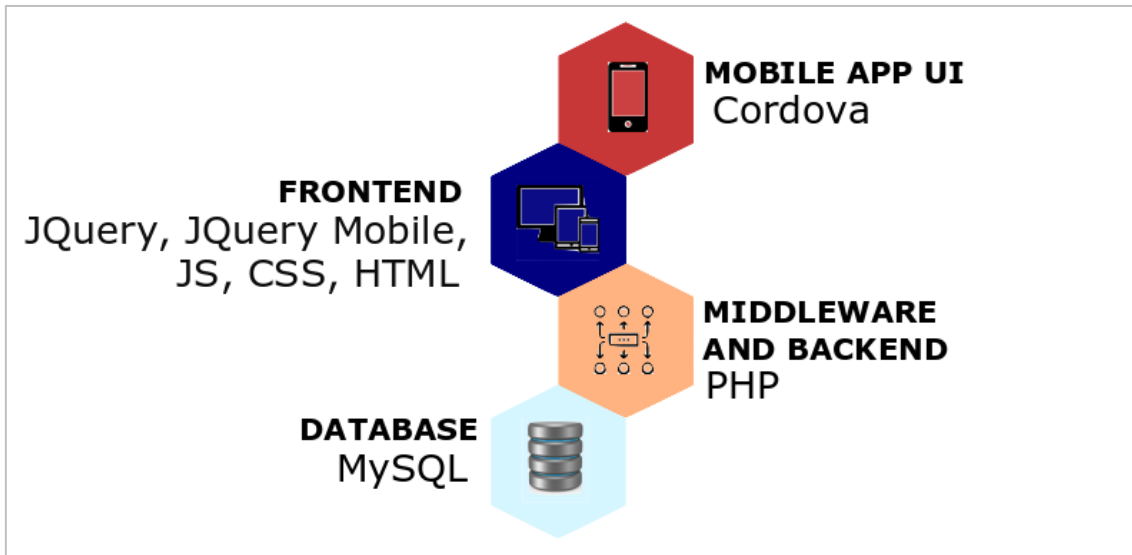 MOBILE APP UI
Cordova
FRONTEND
JQuery, JQuery Mobile,
JS, CSS, HTML
MIDDLEWARE
AND BACKEND
PHP
DATABASE
MySQL